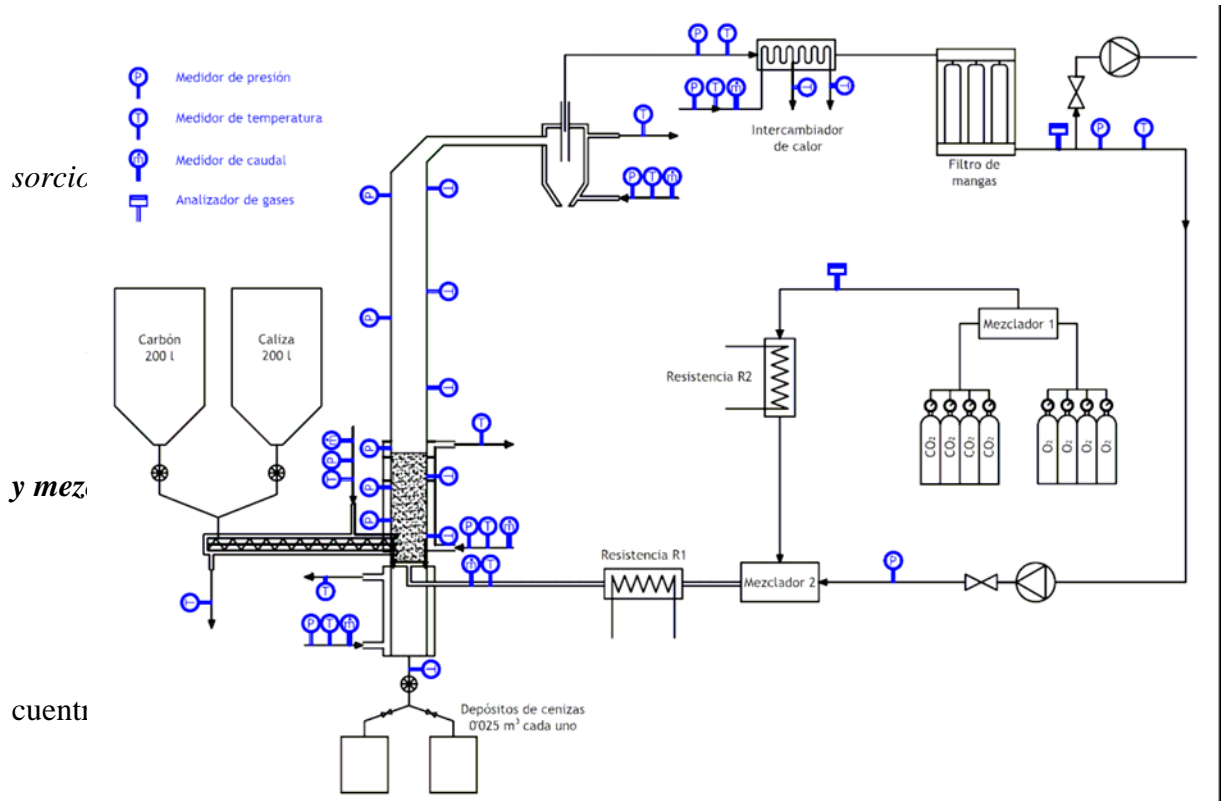 P Medidor de presión
T Medidor de temperatura
ṁ Medidor de caudal
Analizador de gases
sorcio
y mez
cuent
P T
P T ṁ
T T
Intercambiador
de calor
Filtro de
mangas
P T
T
P T ṁ
P
T
P
T
T
Carbón
200 l
Caliza
200 l
Resistencia R2
Mezclador 1
CO₂ CO₂ CO₂ CO₂
O₂ O₂ O₂ O₂
ṁ
P
T
P
P
P
T
T
T
P T ṁ
ṁ T
Resistencia R1
Mezclador 2
P
T
T
P T ṁ
T
Depósitos de cenizas
0'025 m³ cada uno